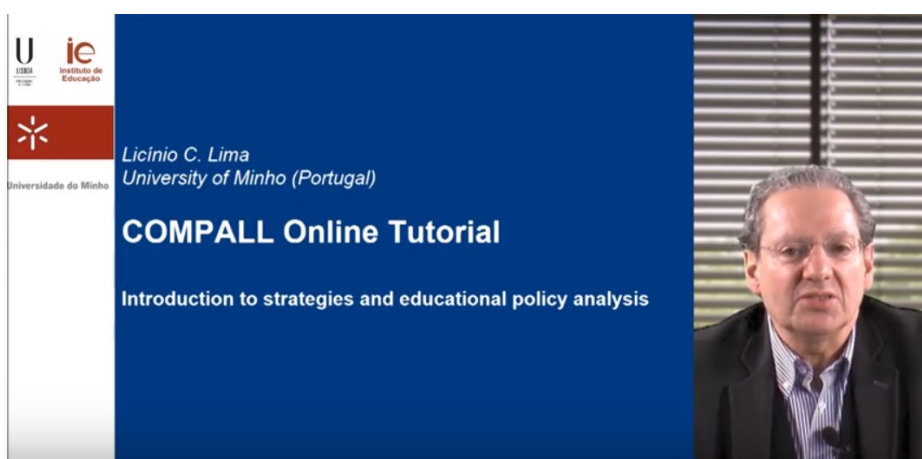 U
LISBOA
ie
Instituto de
Educação
Universidade do Minho
Licínio C. Lima
University of Minho (Portugal)
COMPALL Online Tutorial
Introduction to strategies and educational policy analysis